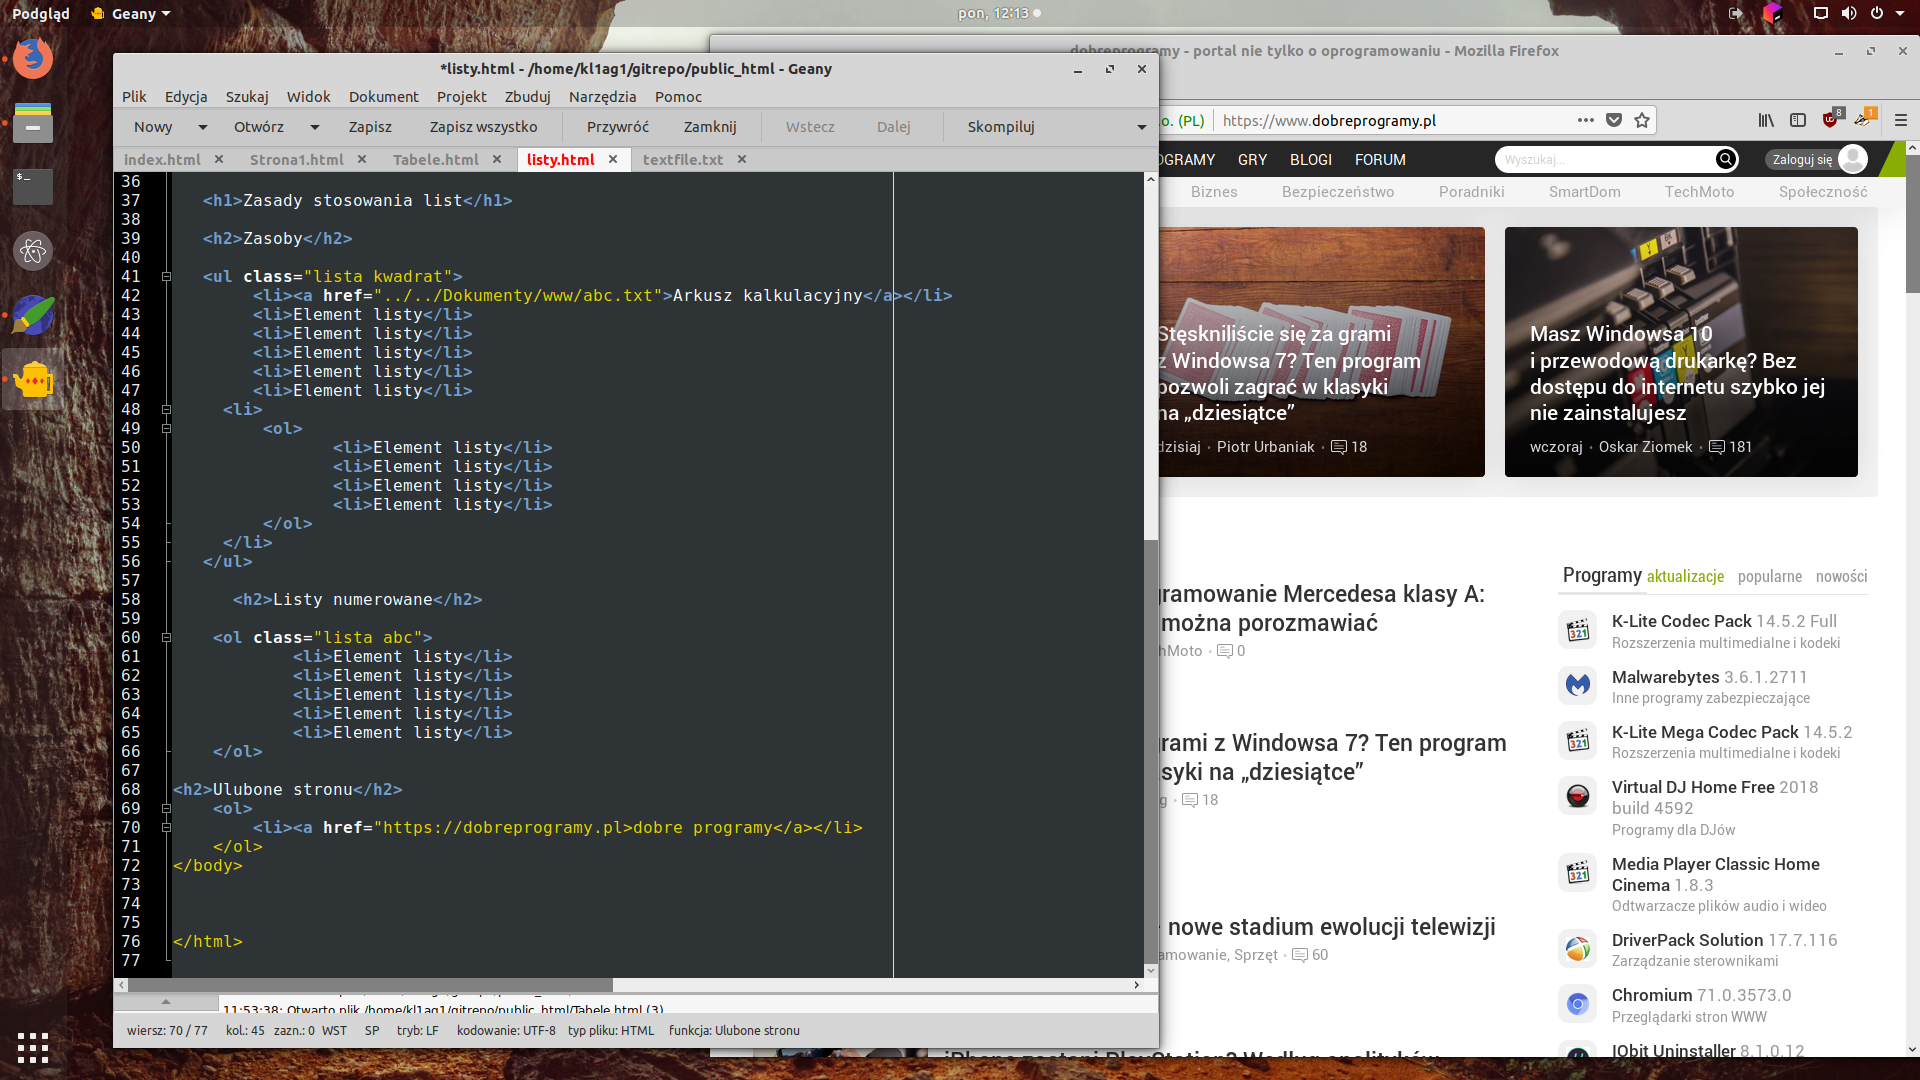 Podgląd Geany pon, 12:13
dobreprogramy - portal nie tylko o oprogramowaniu - Mozilla Firefox
*listy.html - /home/kl1ag1/gitrepo/public_html - Geany
Plik Edycja Szukaj Widok Dokument Projekt Zbuduj Narzędzia Pomoc
Nowy Otwórz Zapisz Zapisz wszystko Przywróć Zamknij Wstecz Dalej Skompiluj
index.html Strona1.html Tabele.html listy.html textfile.txt
36
37 <h1>Zasady stosowania list</h1>
38
39 <h2>Zasoby</h2>
40
41 <ul class="lista kwadrat">
42 <li><a href="../../Dokumenty/www/abc.txt">Arkusz kalkulacyjny</a></li>
43 <li>Element listy</li>
44 <li>Element listy</li>
45 <li>Element listy</li>
46 <li>Element listy</li>
47 <li>Element listy</li>
48 <li>
49 <ol>
50 <li>Element listy</li>
51 <li>Element listy</li>
52 <li>Element listy</li>
53 <li>Element listy</li>
54 </ol>
55 </li>
56 </ul>
57
58 <h2>Listy numerowane</h2>
59
60 <ol class="lista abc">
61 <li>Element listy</li>
62 <li>Element listy</li>
63 <li>Element listy</li>
64 <li>Element listy</li>
65 <li>Element listy</li>
66 </ol>
67
68 <h2>Ulubone stronu</h2>
69 <ol>
70 <li><a href="https://dobreprogramy.pl>dobre programy</a></li>
71 </ol>
72 </body>
73
74
75
76 </html>
77
11:53:38: Otwarto plik /home/kl1ag1/gitrepo/public_html/Tabele.html (3).
wiersz: 70 / 77 kol.: 45 zazn.: 0 WST SP tryb: LF kodowanie: UTF-8 typ pliku: HTML funkcja: Ulubone stronu
o. (PL) https://www.dobreprogramy.pl 8 1
OGRAMY GRY BLOGI FORUM Wyszukaj... Zaloguj się
Biznes Bezpieczeństwo Poradniki SmartDom TechMoto Społeczność
Stęskniliście się za grami
z Windowsa 7? Ten program
pozwoli zagrać w klasyki
na „dziesiątce”
dzisiaj · Piotr Urbaniak · 18
Masz Windowsa 10
i przewodową drukarkę? Bez
dostępu do internetu szybko jej
nie zainstalujesz
wczoraj · Oskar Ziomek · 181
gramowanie Mercedesa klasy A:
można porozmawiać
hMoto · 0
grami z Windowsa 7? Ten program
syki na „dziesiątce”
g · 18
- nowe stadium ewolucji telewizji
amowanie, Sprzęt · 60
iPhone zastąpi PlayStation? Według analityków
Programy aktualizacje popularne nowości
K-Lite Codec Pack 14.5.2 Full
Rozszerzenia multimedialne i kodeki
Malwarebytes 3.6.1.2711
Inne programy zabezpieczające
K-Lite Mega Codec Pack 14.5.2
Rozszerzenia multimedialne i kodeki
Virtual DJ Home Free 2018
build 4592
Programy dla DJów
Media Player Classic Home
Cinema 1.8.3
Odtwarzacze plików audio i wideo
DriverPack Solution 17.7.116
Zarządzanie sterownikami
Chromium 71.0.3573.0
Przeglądarki stron WWW
IObit Uninstaller 8.1.0.12